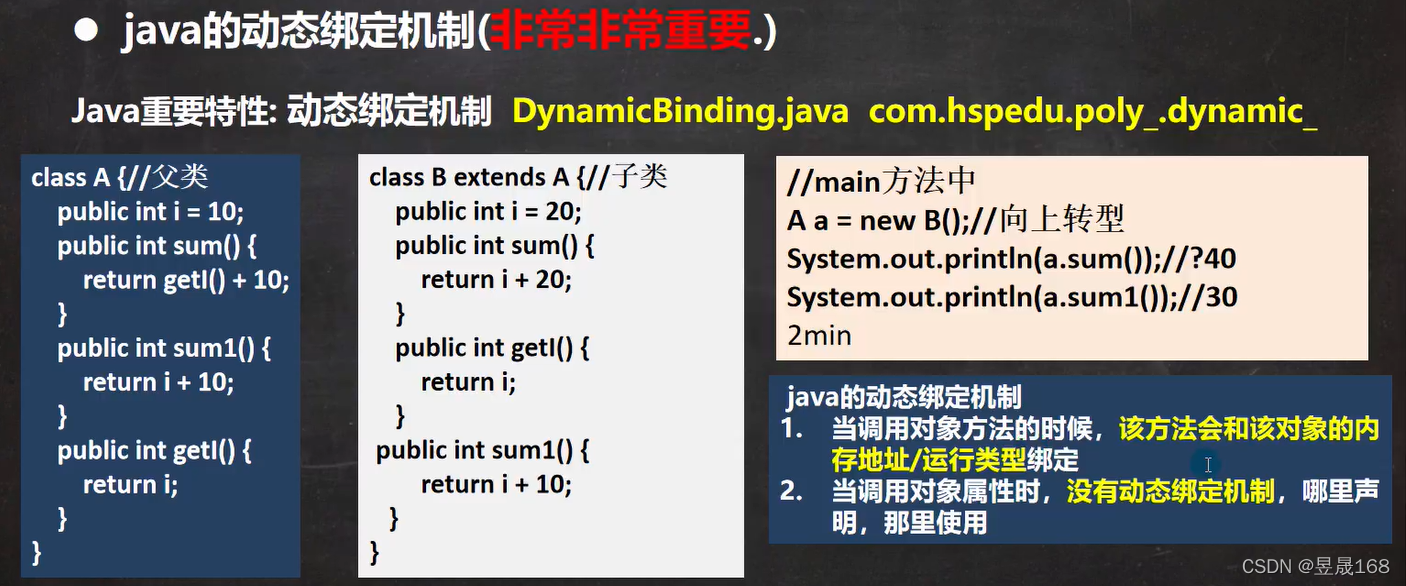 ● java的动态绑定机制(非常非常重要.)
Java重要特性: 动态绑定机制 DynamicBinding.java com.hspedu.poly_.dynamic_
class A {//父类
public int i = 10;
public int sum() {
return getI() + 10;
}
public int sum1() {
return i + 10;
}
public int getI() {
return i;
}
}
class B extends A {//子类
public int i = 20;
public int sum() {
return i + 20;
}
public int getI() {
return i;
}
public int sum1() {
return i + 10;
}
}
//main方法中
A a = new B();//向上转型
System.out.println(a.sum());//?40
System.out.println(a.sum1());//30
2min
java的动态绑定机制
1. 当调用对象方法的时候，该方法会和该对象的内
存地址/运行类型绑定
2. 当调用对象属性时，没有动态绑定机制，哪里声
明，那里使用
CSDN @昱晟168